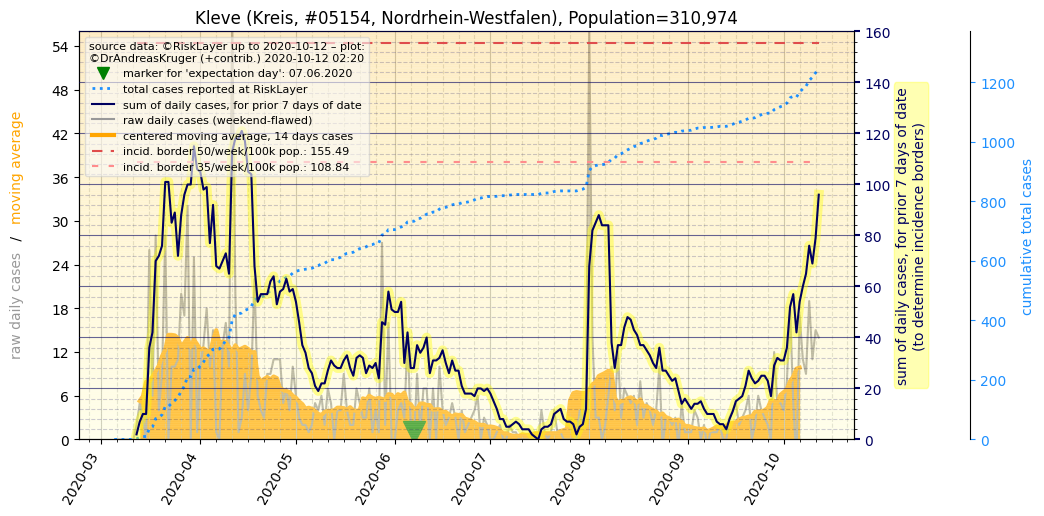 Kleve (Kreis, #05154, Nordrhein-Westfalen), Population=310,974
source data: ©RiskLayer up to 2020-10-12 - plot:
©DrAndreasKruger (+contrib.) 2020-10-12 02:20
marker for 'expectation day': 07.06.2020
total cases reported at RiskLayer
sum of daily cases, for prior 7 days of date
raw daily cases (weekend-flawed)
centered moving average, 14 days cases
incid. border 50/week/100k pop.: 155.49
incid. border 35/week/100k pop.: 108.84
raw daily cases / moving average
54
48
42
36
30
24
18
12
6
0
2020-03
2020-04
2020-05
2020-06
2020-07
2020-08
2020-09
2020-10
160
140
120
100
80
60
40
20
0
sum of daily cases, for prior 7 days of date
(to determine incidence borders)
1200
1000
800
600
400
200
0
cumulative total cases